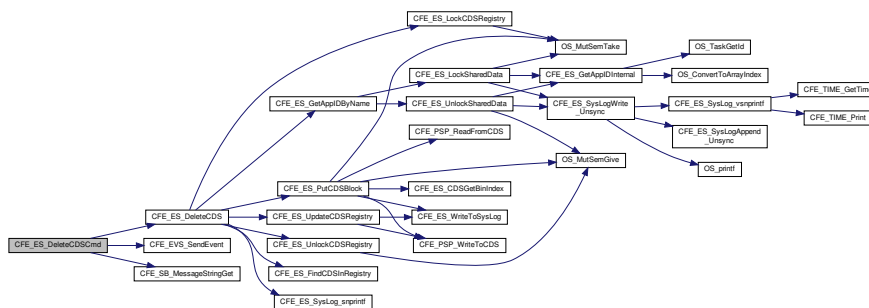 CFE_ES_LockCDSRegistry
OS_MutSemTake
OS_TaskGetId
CFE_ES_LockSharedData
CFE_ES_GetAppIDInternal
OS_ConvertToArrayIndex
CFE_TIME_GetTime
CFE_ES_GetAppIDByName
CFE_ES_UnlockSharedData
CFE_ES_SysLogWrite
_Unsync
CFE_ES_SysLog_vsnprintf
CFE_TIME_Print
CFE_PSP_ReadFromCDS
CFE_ES_SysLogAppend
_Unsync
OS_MutSemGive
OS_printf
CFE_ES_PutCDSBlock
CFE_ES_CDSGetBinIndex
CFE_ES_DeleteCDS
CFE_ES_UpdateCDSRegistry
CFE_ES_WriteToSysLog
CFE_ES_DeleteCDSCmd
CFE_EVS_SendEvent
CFE_ES_UnlockCDSRegistry
CFE_PSP_WriteToCDS
CFE_SB_MessageStringGet
CFE_ES_FindCDSInRegistry
CFE_ES_SysLog_snprintf